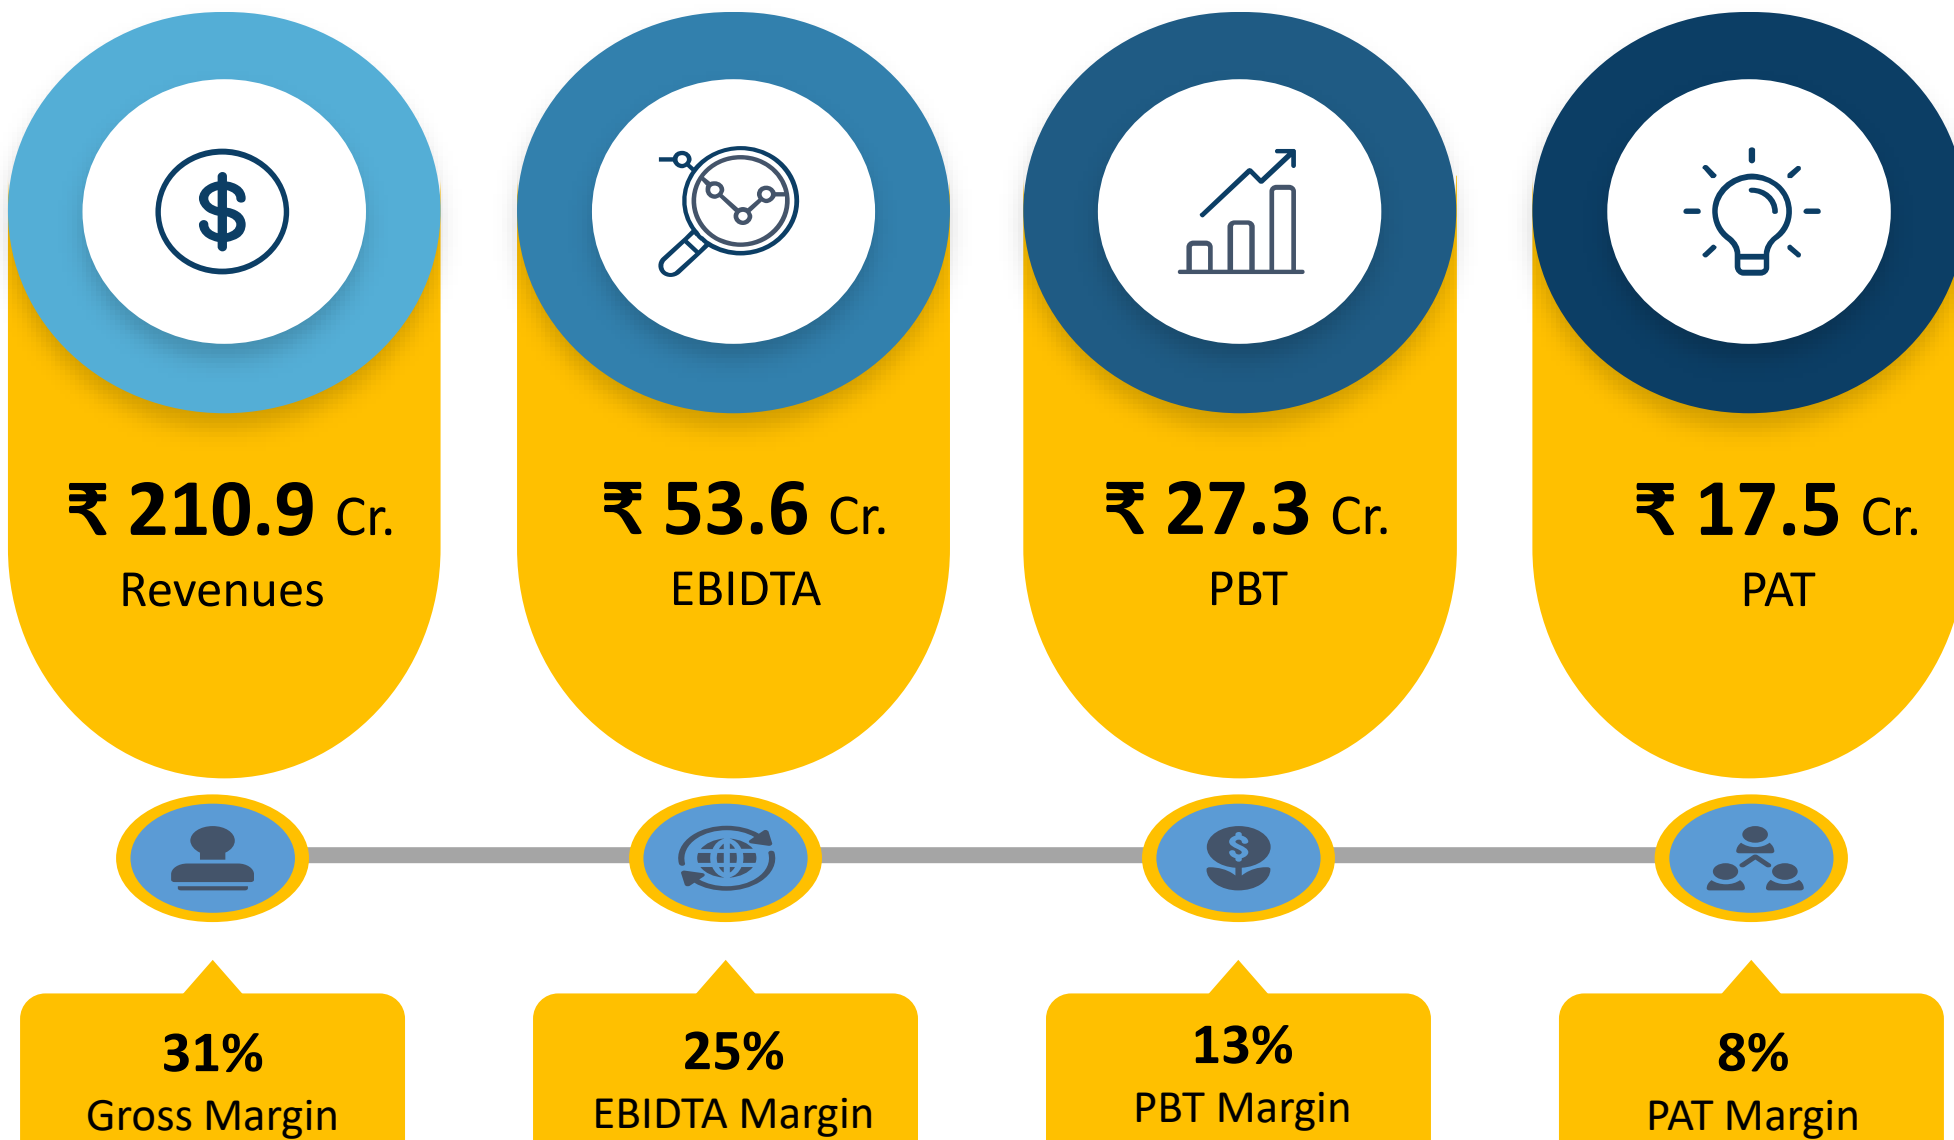 ₹ 210.9 Cr.
Revenues
₹ 53.6 Cr.
EBIDTA
₹ 27.3 Cr.
PBT
₹ 17.5 Cr.
PAT
31%
Gross Margin
25%
EBIDTA Margin
13%
PBT Margin
8%
PAT Margin